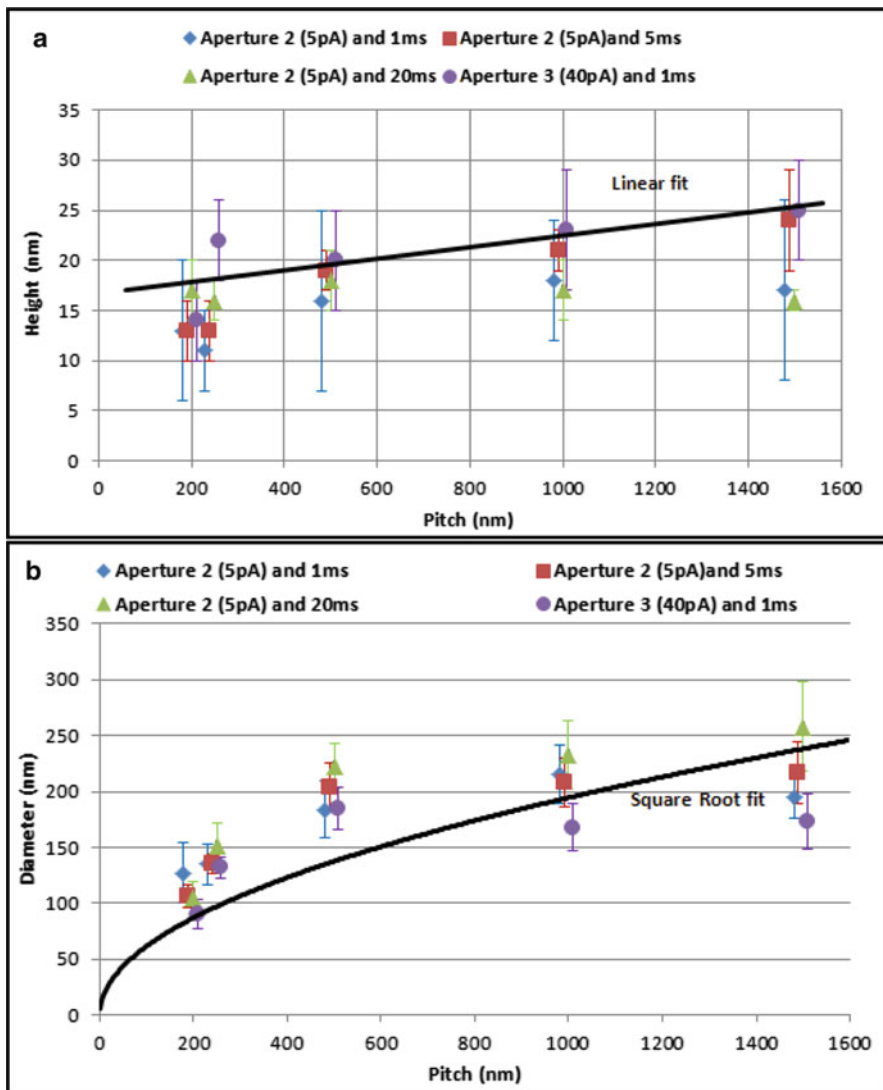 a
Aperture 2 (5pA) and 1ms Aperture 2 (5pA)and 5ms
Aperture 2 (5pA) and 20ms Aperture 3 (40pA) and 1ms
35
30
25
20
15
10
5
0
Height (nm)
Linear fit
0 200 400 600 800 1000 1200 1400 1600
Pitch (nm)
b
Aperture 2 (5pA) and 1ms Aperture 2 (5pA)and 5ms
Aperture 2 (5pA) and 20ms Aperture 3 (40pA) and 1ms
350
300
250
200
150
100
50
0
Diameter (nm)
Square Root fit
0 200 400 600 800 1000 1200 1400 1600
Pitch (nm)